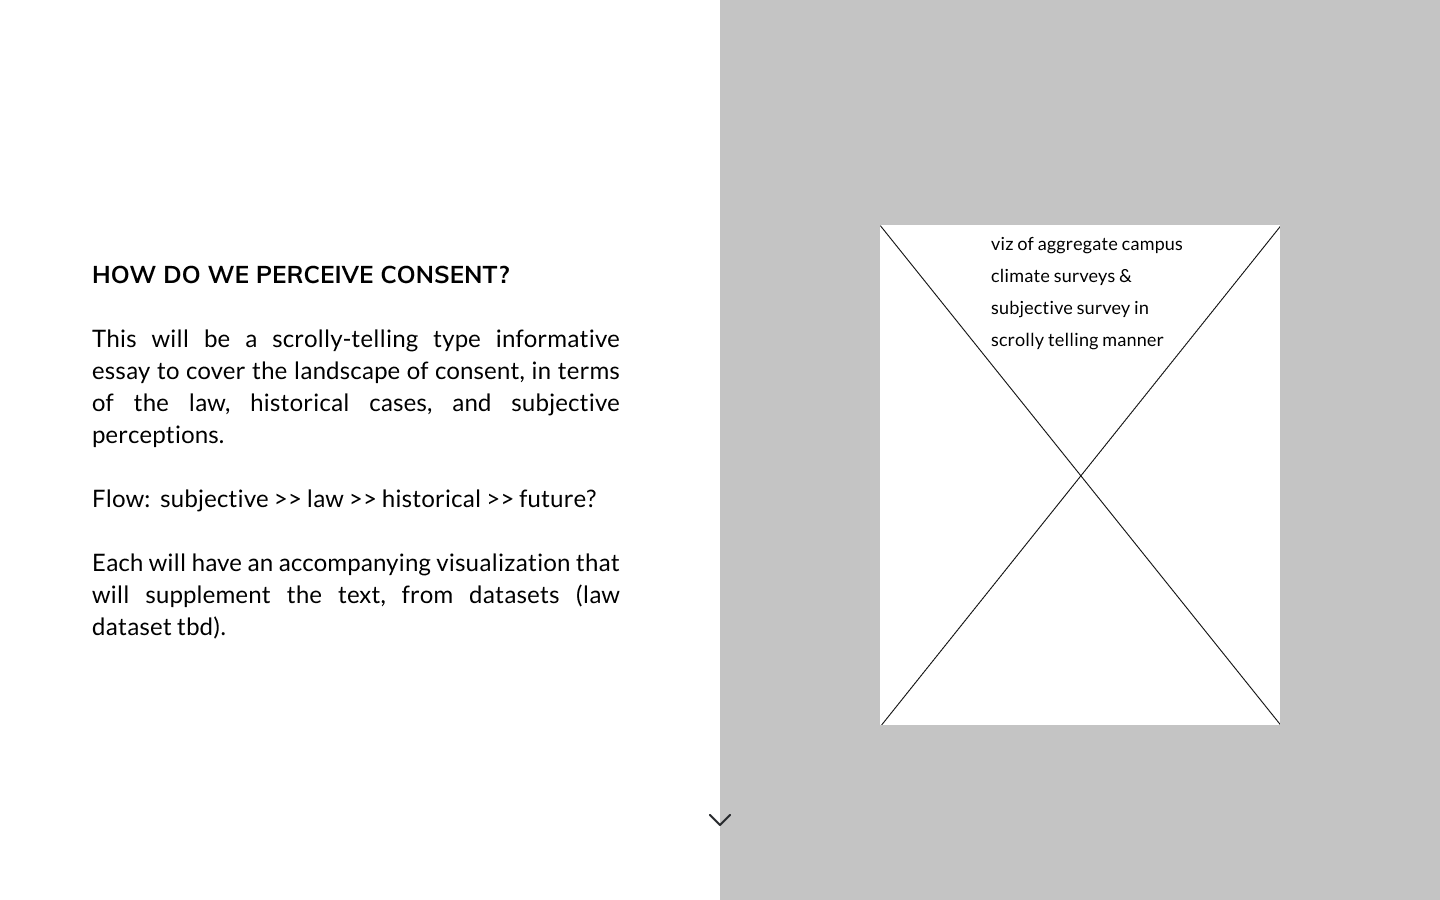 HOW DO WE PERCEIVE CONSENT?
This will be a scrolly-telling type informative
essay to cover the landscape of consent, in terms
of the law, historical cases, and subjective
perceptions.
Flow: subjective >> law >> historical >> future?
Each will have an accompanying visualization that
will supplement the text, from datasets (law
dataset tbd).
viz of aggregate campus
climate surveys &
subjective survey in
scrolly telling manner